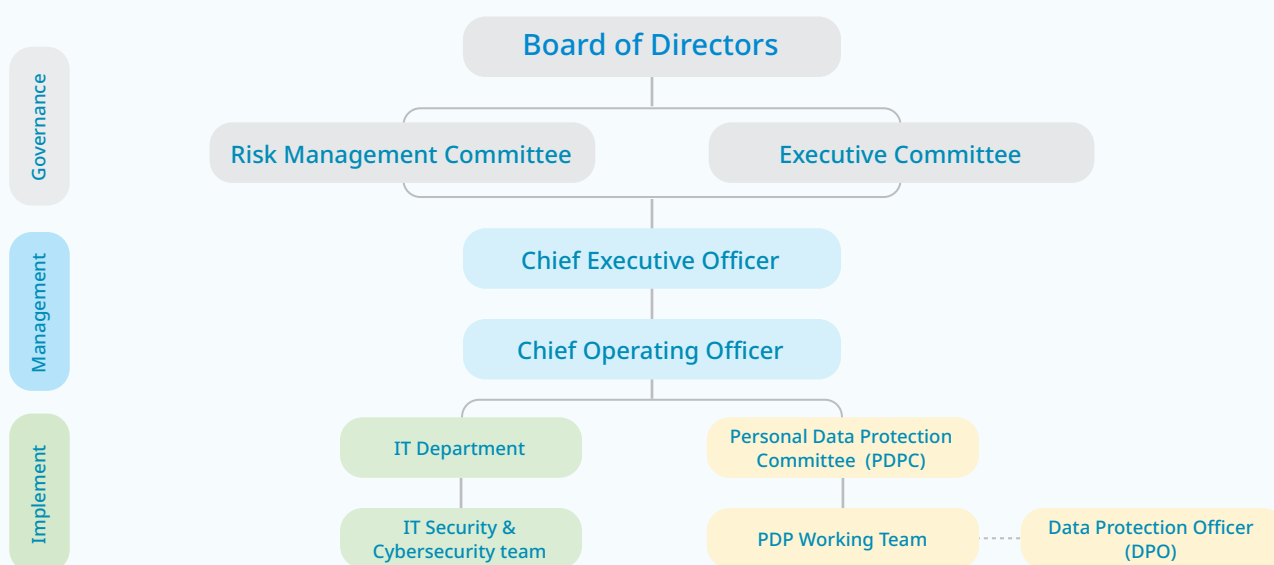 Board of Directors
Governance
Risk Management Committee
Executive Committee
Management
Chief Executive Officer
Chief Operating Officer
Implement
IT Department
Personal Data Protection
Committee (PDPC)
IT Security &
Cybersecurity team
PDP Working Team
Data Protection Officer
(DPO)